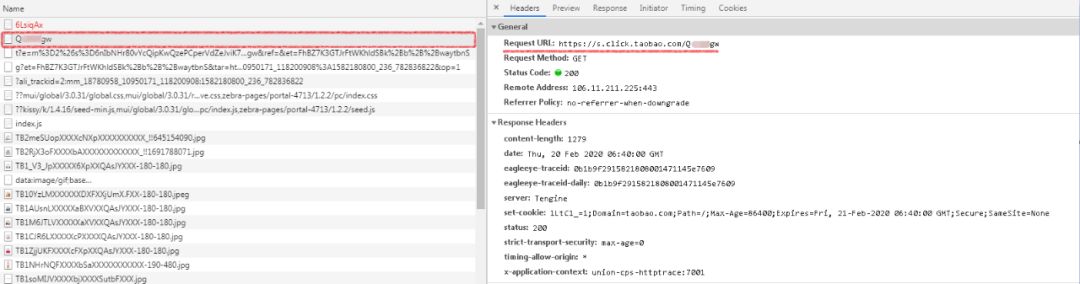 Name
6LsiqAx
Q gw
t?e=m%3D2%26s%3D6nIbNHr80vYcQipKwQzePCperVdZeJviK7...gw&ref=&et=FhBZ7K3GTJrFtWKhIdSBk%2Bb%2B%2BwaytbnS
g?et=FhBZ7K3GTJrFtWKhIdSBk%2Bb%2B%2BwaytbnS&tar=ht...0950171_118200908%3A1582180800_236_782836822&op=1
?ali_trackid=2:mm_18780958_10950171_118200908:1582180800_236_782836822
??mui/global/3.0.31/global.css,mui/global/3.0.31/r...ve.css,zebra-pages/portal-4713/1.2.2/pc/index.css
??kissy/k/1.4.16/seed-min.js,mui/global/3.0.31/glo...pc/index.js,zebra-pages/portal-4713/1.2.2/seed.js
index.js
TB2meSUopXXXXcNXpXXXXXXXXXX_!!645154090.jpg
TB2RjX3oFXXXXbAXXXXXXXXXXXX_!!1691788071.jpg
TB1_V3_JpXXXXX6XpXXQAsJYXXX-180-180.jpg
data:image/gif;base...
TB10YzLMXXXXXXDXFXXjUmX.FXX-180-180.jpeg
TB1AUsnLXXXXXaBXVXXQAsJYXXX-180-180.jpg
TB1M6JTLVXXXXXaXVXXQAsJYXXX-180-180.jpg
TB1CJR6LXXXXXcPXXXXQAsJYXXX-180-180.jpg
TB1ZjjUKFXXXXcFXpXXQAsJYXXX-180-180.jpg
TB1NHrNQFXXXXbSaXXXXXXXXXXX-190-480.jpg
TB1soMIJVXXXXbjXXXXSutbFXXX.jpg
× Headers Preview Response Initiator Timing Cookies
▼ General
Request URL: https://s.click.taobao.com/Q gw
Request Method: GET
Status Code: 200
Remote Address: 106.11.211.225:443
Referrer Policy: no-referrer-when-downgrade
▼ Response Headers
content-length: 1279
date: Thu, 20 Feb 2020 06:40:00 GMT
eagleeye-traceid: 0b1b9f2915821808001471145e7609
eagleeye-traceid-daily: 0b1b9f2915821808001471145e7609
server: Tengine
set-cookie: 1LtC1_=1;Domain=taobao.com;Path=/;Max-Age=86400;Expires=Fri, 21-Feb-2020 06:40:00 GMT;Secure;SameSite=None
status: 200
strict-transport-security: max-age=0
timing-allow-origin: *
x-application-context: union-cps-httptrace:7001